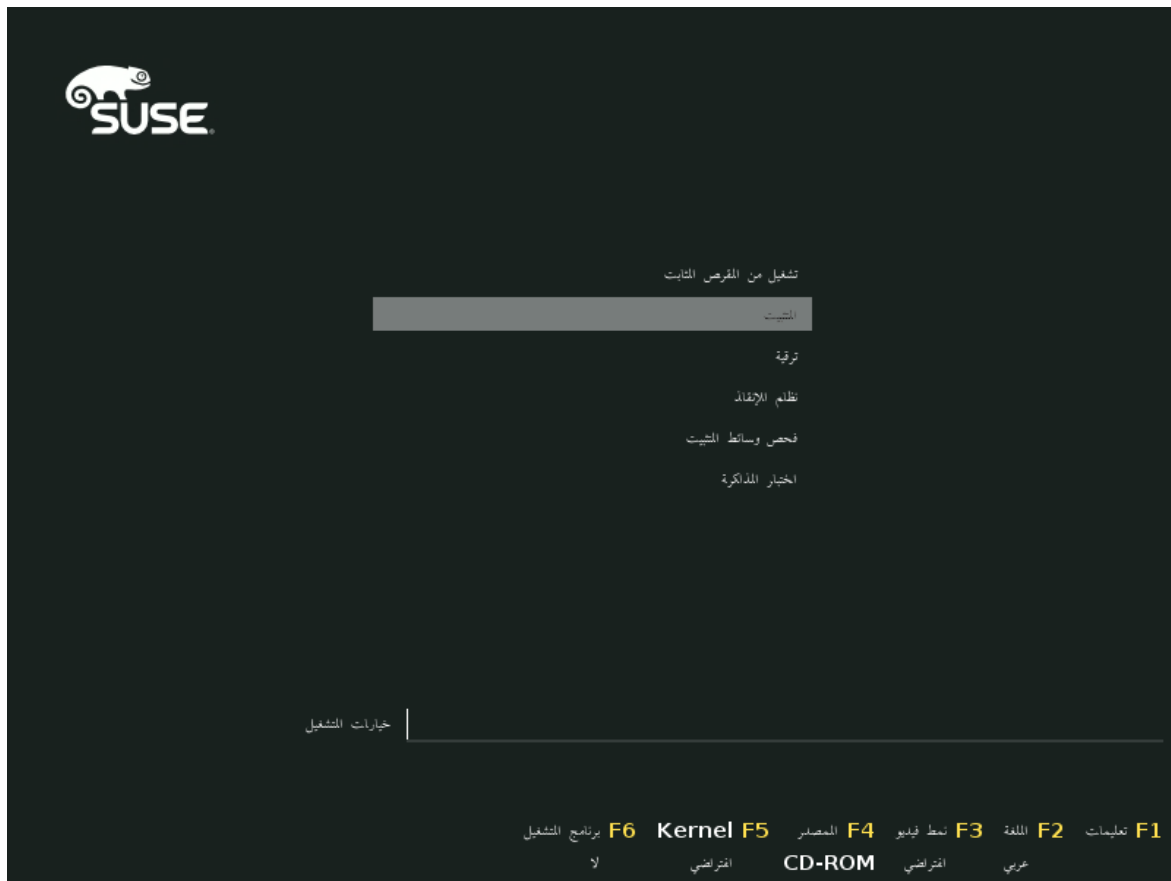 SUSE
تشغيل من القرص الثابت
التثبيت
ترقية
نظام الإنقاذ
فحص وسائط التثبيت
اختبار الذاكرة
خيارات التشغيل
F1 تعليمات F2 اللغة F3 نمط فيديو F4 المصدر F5 Kernel F6 برنامج التشغيل
عربي افتراضي CD-ROM افتراضي لا